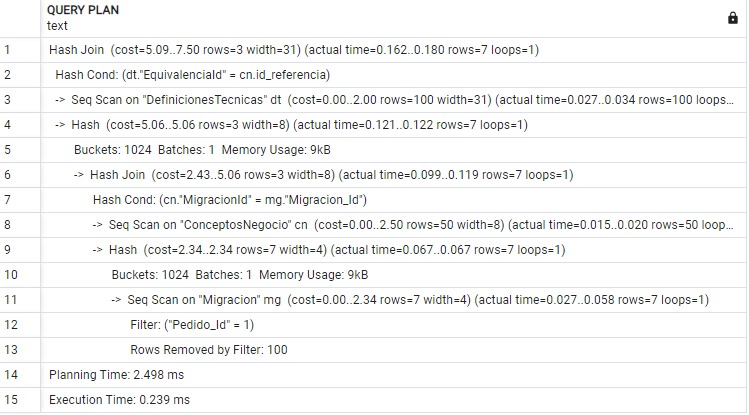 QUERY PLAN
text
1 Hash Join (cost=5.09..7.50 rows=3 width=31) (actual time=0.162..0.180 rows=7 loops=1)
2 Hash Cond: (dt."EquivalenciaId" = cn.id_referencia)
3 -> Seq Scan on "DefinicionesTecnicas" dt (cost=0.00..2.00 rows=100 width=31) (actual time=0.027..0.034 rows=100 loops...
4 -> Hash (cost=5.06..5.06 rows=3 width=8) (actual time=0.121..0.122 rows=7 loops=1)
5 Buckets: 1024 Batches: 1 Memory Usage: 9kB
6 -> Hash Join (cost=2.43..5.06 rows=3 width=8) (actual time=0.099..0.119 rows=7 loops=1)
7 Hash Cond: (cn."MigracionId" = mg."Migracion_Id")
8 -> Seq Scan on "ConceptosNegocio" cn (cost=0.00..2.50 rows=50 width=8) (actual time=0.015..0.020 rows=50 loop...
9 -> Hash (cost=2.34..2.34 rows=7 width=4) (actual time=0.067..0.067 rows=7 loops=1)
10 Buckets: 1024 Batches: 1 Memory Usage: 9kB
11 -> Seq Scan on "Migracion" mg (cost=0.00..2.34 rows=7 width=4) (actual time=0.027..0.058 rows=7 loops=1)
12 Filter: ("Pedido_Id" = 1)
13 Rows Removed by Filter: 100
14 Planning Time: 2.498 ms
15 Execution Time: 0.239 ms